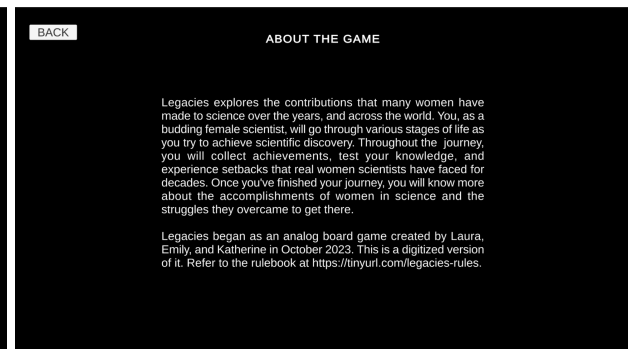 BACK
ABOUT THE GAME
Legacies explores the contributions that many women have
made to science over the years, and across the world. You, as a
budding female scientist, will go through various stages of life as
you try to achieve scientific discovery. Throughout the journey,
you will collect achievements, test your knowledge, and
experience setbacks that real women scientists have faced for
decades. Once you've finished your journey, you will know more
about the accomplishments of women in science and the
struggles they overcame to get there.
Legacies began as an analog board game created by Laura,
Emily, and Katherine in October 2023. This is a digitized version
of it. Refer to the rulebook at https://tinyurl.com/legacies-rules.